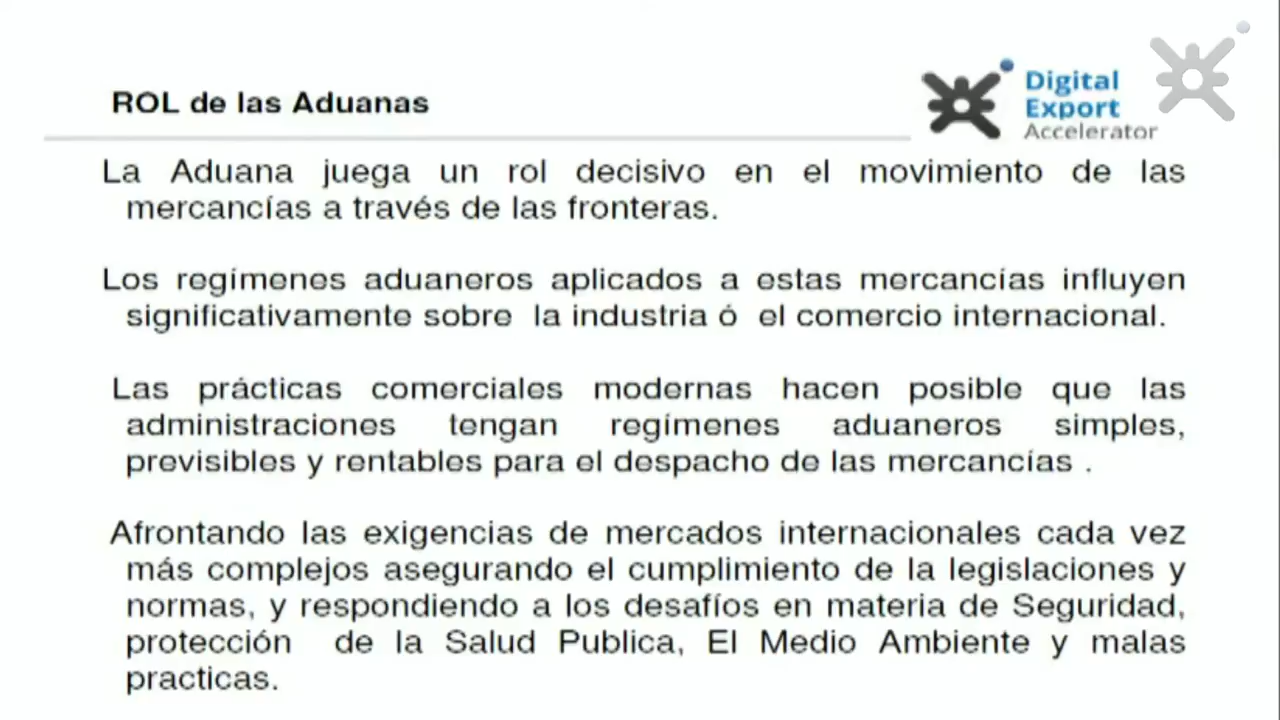 ROL de las Aduanas
Digital
Export
Accelerator
La Aduana juega un rol decisivo en el movimiento de las
mercancías a través de las fronteras.
Los regímenes aduaneros aplicados a estas mercancías influyen
significativamente sobre la industria ó el comercio internacional.
Las prácticas comerciales modernas hacen posible que las
administraciones tengan regímenes aduaneros simples,
previsibles y rentables para el despacho de las mercancías .
Afrontando las exigencias de mercados internacionales cada vez
más complejos asegurando el cumplimiento de la legislaciones y
normas, y respondiendo a los desafíos en materia de Seguridad,
protección de la Salud Publica, El Medio Ambiente y malas
practicas.